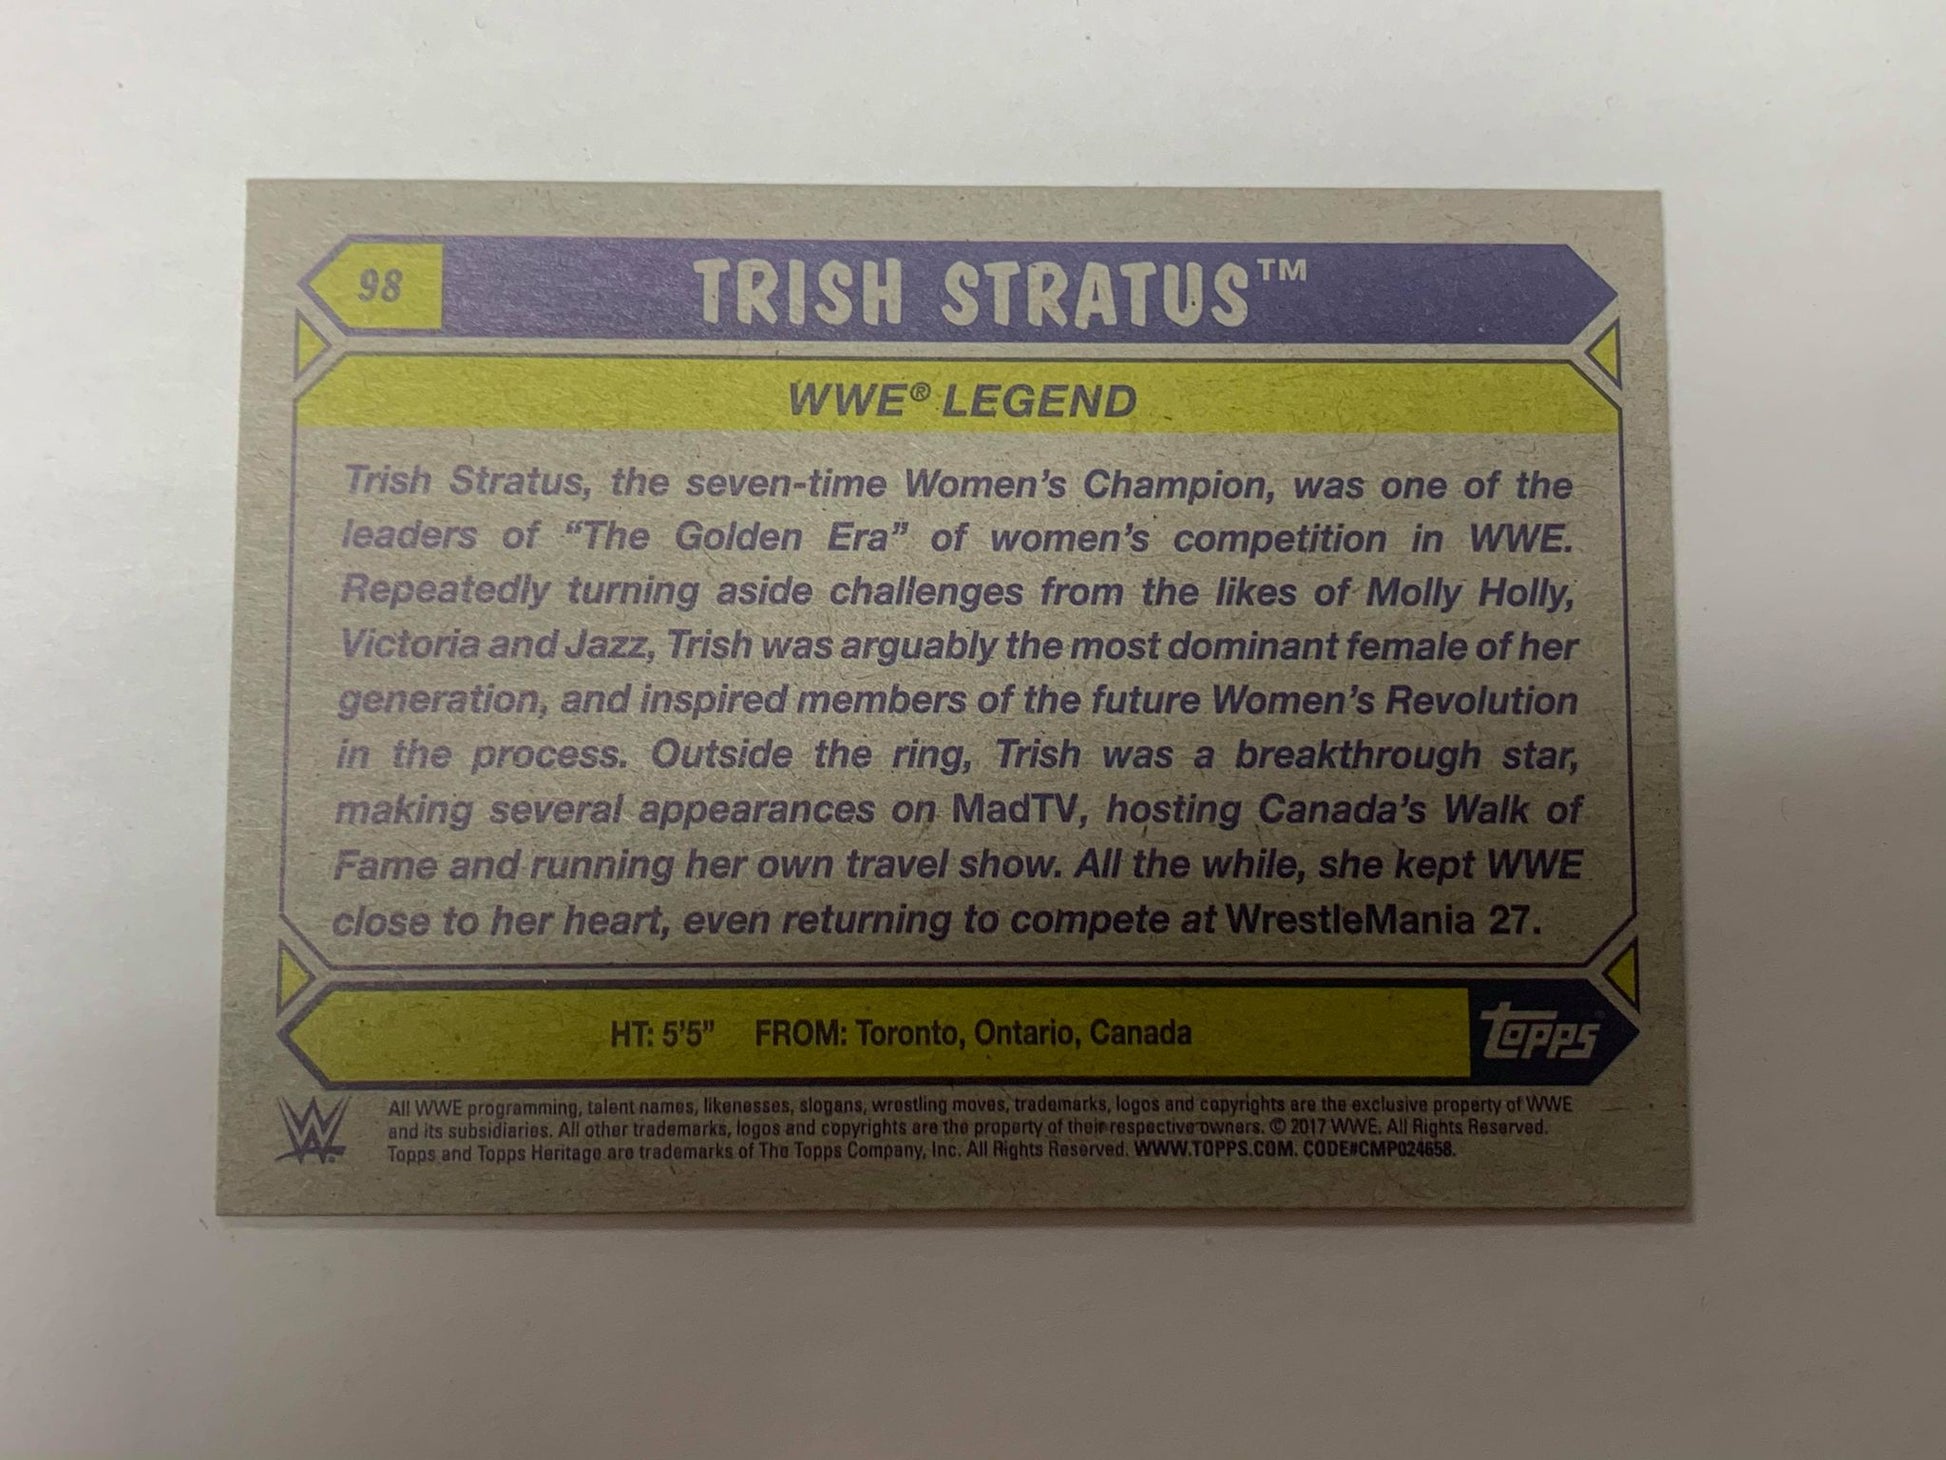 98
TRISH STRATUS™
WWE® LEGEND
Trish Stratus, the seven-time Women's Champion, was one of the
leaders of “The Golden Era” of women's competition in WWE.
Repeatedly turning aside challenges from the likes of Molly Holly,
Victoria and Jazz, Trish was arguably the most dominant female of her
generation, and inspired members of the future Women's Revolution
in the process. Outside the ring, Trish was a breakthrough star,
making several appearances on MadTV, hosting Canada's Walk of
Fame and running her own travel show. All the while, she kept WWE
close to her heart, even returning to compete at WrestleMania 27.
HT: 5'5” FROM: Toronto, Ontario, Canada
topps
W
All WWE programming, talent names, likenesses, slogans, wrestling moves, trademarks, logos and copyrights are the exclusive property of WWE
and its subsidiaries. All other trademarks, logos and copyrights are the property of their respective owners. © 2017 WWE. All Rights Reserved.
Topps and Topps Heritage are trademarks of The Topps Company, Inc. All Rights Reserved. WWW.TOPPS.COM. CODE#CMP024658.